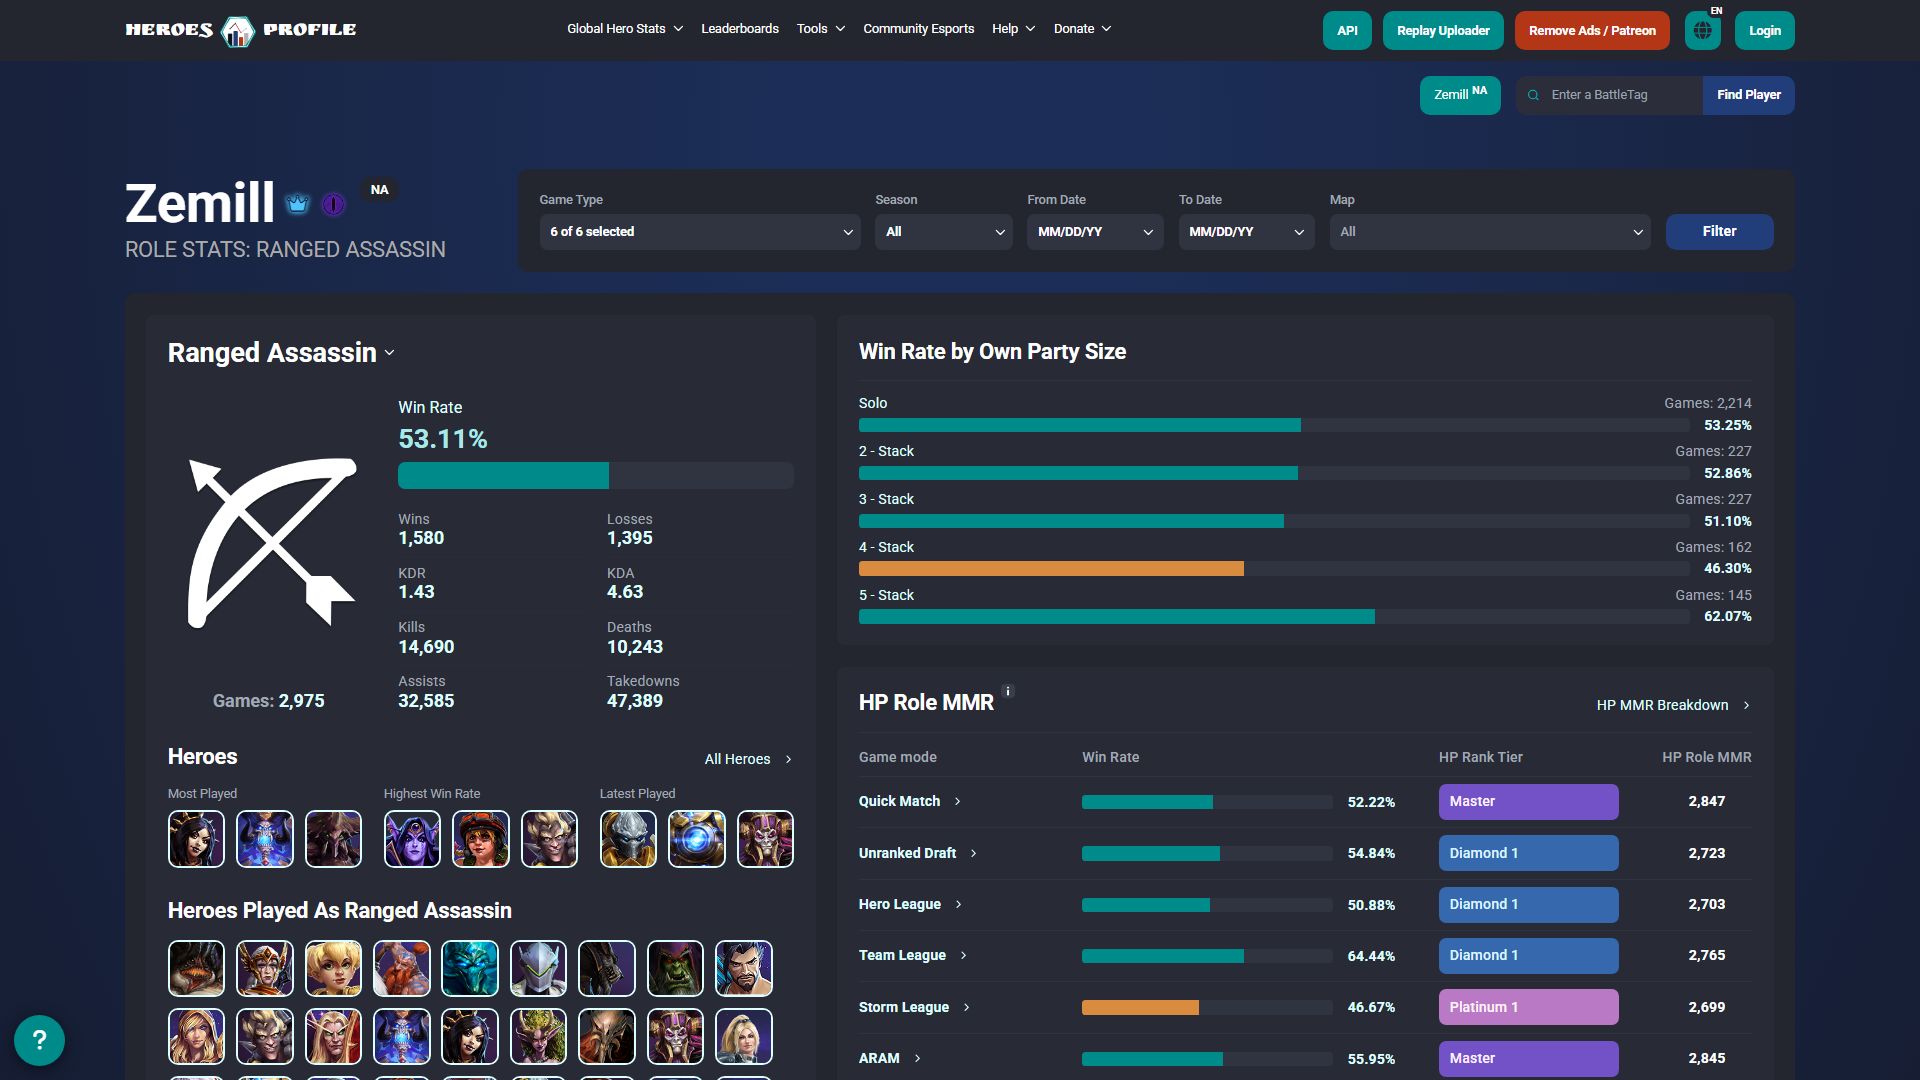 HEROES PROFILE
Global Hero Stats
Leaderboards
Tools
Community Esports
Help
Donate
API
Replay Uploader
Remove Ads / Patreon
EN
Login
Zemill NA
Enter a BattleTag
Find Player
Zemill
NA
ROLE STATS: RANGED ASSASSIN
Game Type
6 of 6 selected
Season
All
From Date
MM/DD/YY
To Date
MM/DD/YY
Map
All
Filter
Ranged Assassin
Win Rate
53.11%
Wins
1,580
Losses
1,395
KDR
1.43
KDA
4.63
Kills
14,690
Deaths
10,243
Assists
32,585
Takedowns
47,389
Games: 2,975
Heroes
All Heroes
Most Played
Highest Win Rate
Latest Played
Heroes Played As Ranged Assassin
Win Rate by Own Party Size
Solo
Games: 2,214
53.25%
2 - Stack
Games: 227
52.86%
3 - Stack
Games: 227
51.10%
4 - Stack
Games: 162
46.30%
5 - Stack
Games: 145
62.07%
HP Role MMR
i
HP MMR Breakdown
Game mode
Win Rate
HP Rank Tier
HP Role MMR
Quick Match
52.22%
Master
2,847
Unranked Draft
54.84%
Diamond 1
2,723
Hero League
50.88%
Diamond 1
2,703
Team League
64.44%
Diamond 1
2,765
Storm League
46.67%
Platinum 1
2,699
ARAM
55.95%
Master
2,845
?